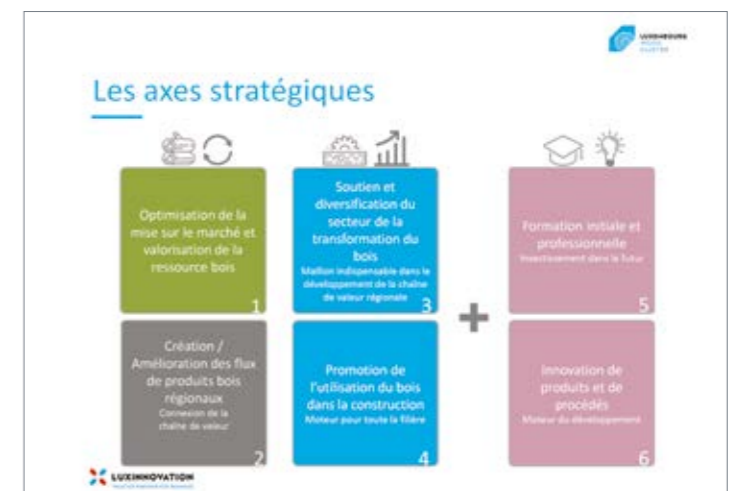 LUXEMBOURG
WOOD
CLUSTER
Les axes stratégiques
Optimisation de la
mise sur le marché et
valorisation de la
ressource bois
1
Création /
Amélioration des flux
de produits bois
régionaux
Connexion de la
chaîne de valeur
2
Soutien et
diversification du
secteur de la
transformation du
bois
Maillon indispensable dans le
développement de la chaîne
de valeur régionale
3
Promotion de
l'utilisation du bois
dans la construction
Moteur pour toute la filière
4
+
Formation initiale et
professionnelle
Investissement dans le futur
5
Innovation de
produits et de
procédés
Moteur du développement
6
LUXINNOVATION